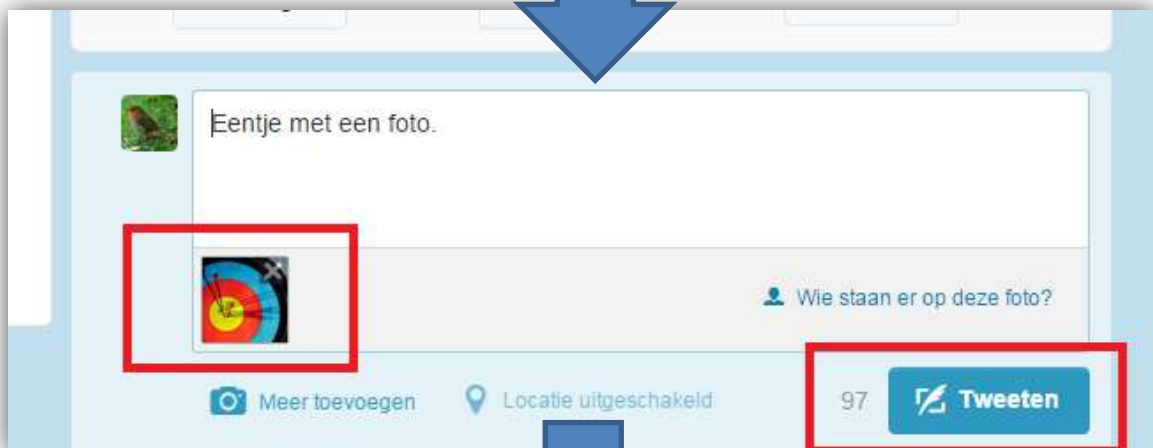 Eentje met een foto.
Wie staan er op deze foto?
Meer toevoegen Locatie uitgeschakeld 97 Tweeten